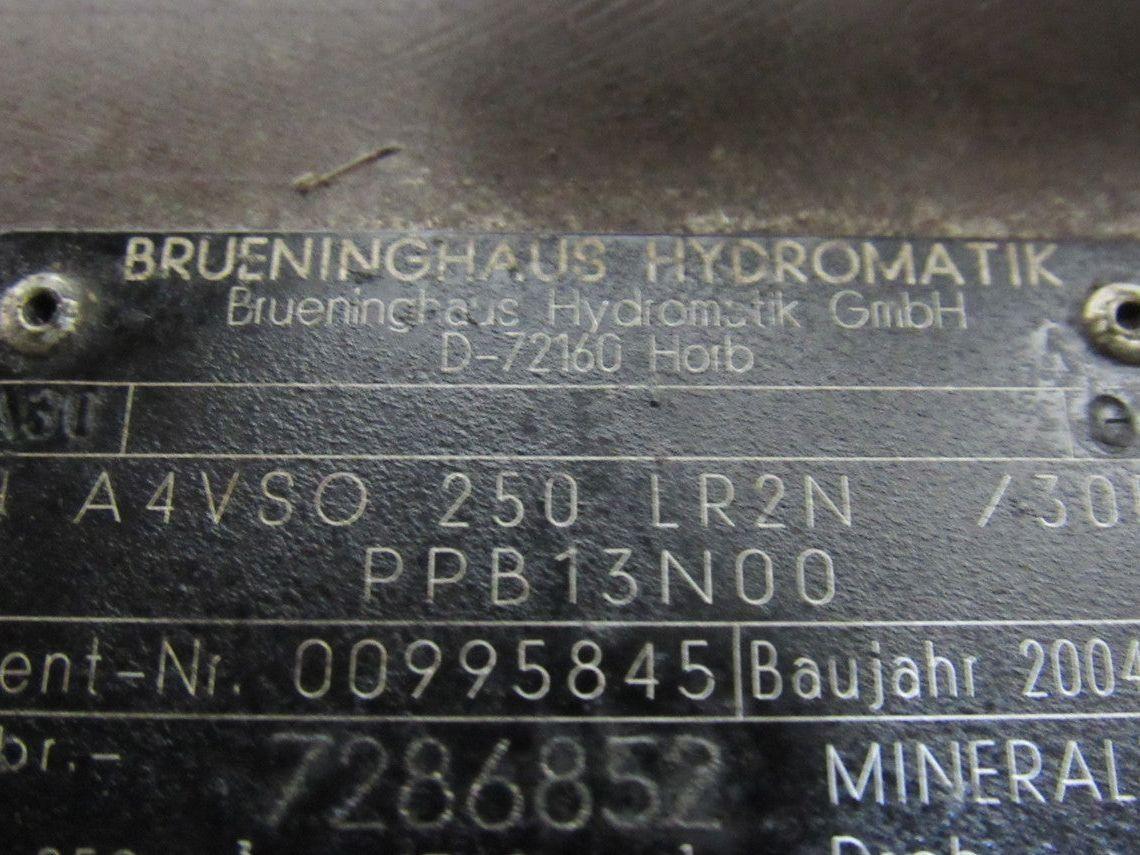 BRUENINGHAUS HYDROMATIK
Brueninghaus Hydromatik GmbH
D-72160 Horb
A4VSO 250 LR2N /30
PPB13N00
ent-Nr. 00995845 Baujahr 2004
br.- 7286852 MINERAL